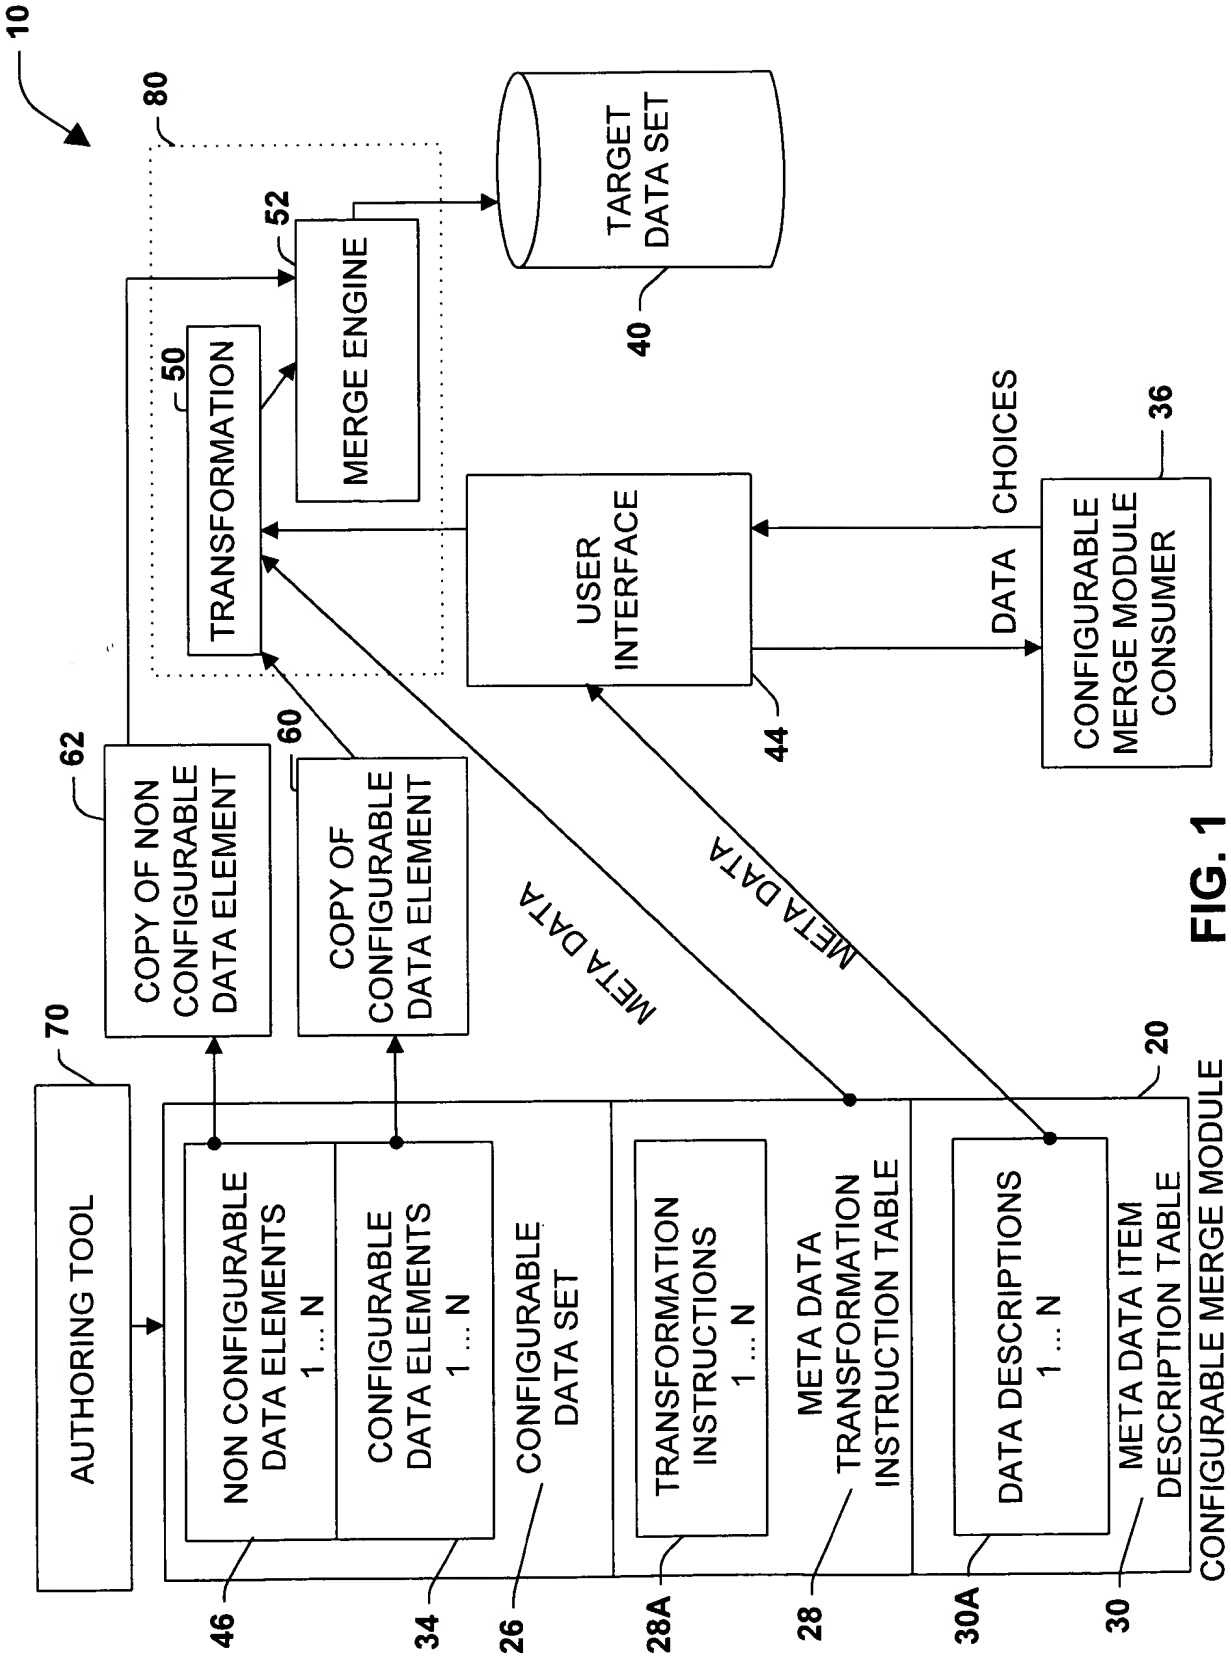 10
AUTHORING TOOL
70
COPY OF NON
CONFIGURABLE
DATA ELEMENT
62
80
TRANSFORMATION
50
MERGE ENGINE
52
46
NON CONFIGURABLE
DATA ELEMENTS
1 ... N
34
CONFIGURABLE
DATA ELEMENTS
1 ... N
COPY OF
CONFIGURABLE
DATA ELEMENT
60
26
CONFIGURABLE
DATA SET
META DATA
USER
INTERFACE
44
TARGET
DATA SET
40
28A
TRANSFORMATION
INSTRUCTIONS
1 ... N
28
META DATA
TRANSFORMATION
INSTRUCTION TABLE
META DATA
DATA
CHOICES
30A
DATA DESCRIPTIONS
1 ... N
30
META DATA ITEM
DESCRIPTION TABLE
20
CONFIGURABLE
MERGE MODULE
CONSUMER
36
CONFIGURABLE MERGE MODULE
FIG. 1